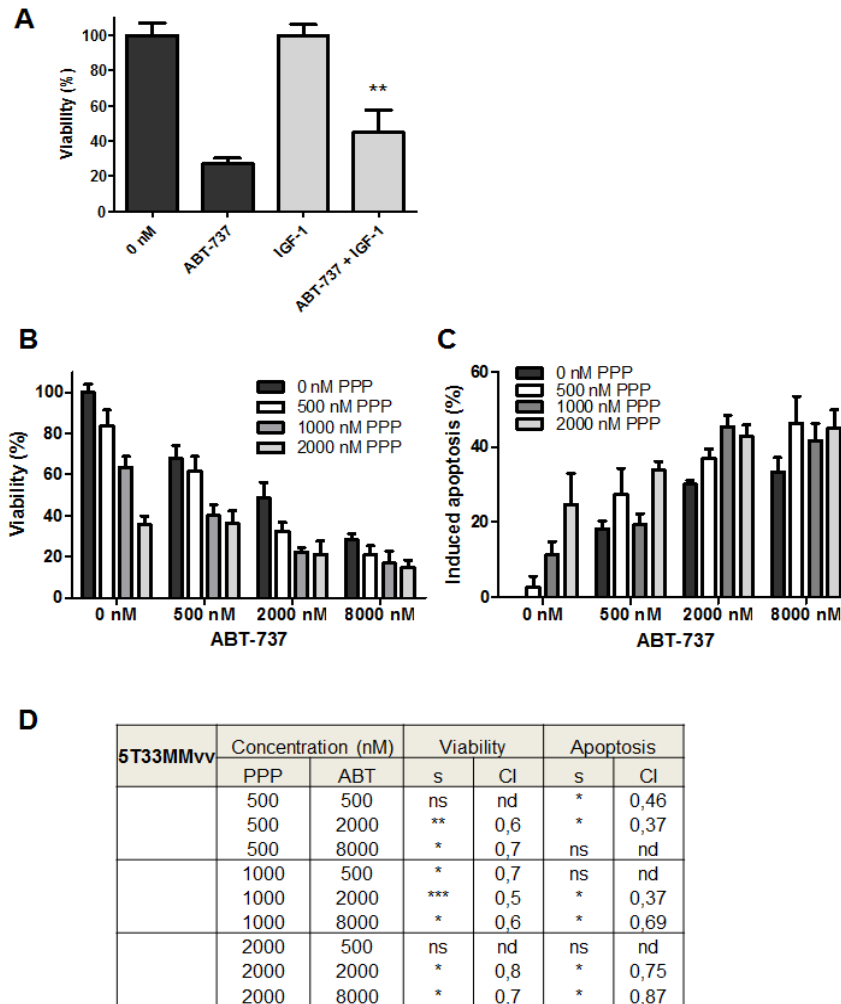 A
Viability (%)
100
80
60
40
20
0
**
0 nM
ABT-737
IGF-1
ABT-737 + IGF-1
B
Viability (%)
100
80
60
40
20
0
0 nM PPP
500 nM PPP
1000 nM PPP
2000 nM PPP
0 nM 500 nM 2000 nM 8000 nM
ABT-737
C
Induced apoptosis (%)
60
40
20
0
0 nM PPP
500 nM PPP
1000 nM PPP
2000 nM PPP
0 nM 500 nM 2000 nM 8000 nM
ABT-737
D
5T33MMvv Concentration (nM) Viability Apoptosis
PPP ABT s CI s CI
500 500 ns nd * 0,46
500 2000 ** 0,6 * 0,37
500 8000 * 0,7 ns nd
1000 500 * 0,7 ns nd
1000 2000 *** 0,5 * 0,37
1000 8000 * 0,6 * 0,69
2000 500 ns nd ns nd
2000 2000 * 0,8 * 0,75
2000 8000 * 0,7 * 0,87